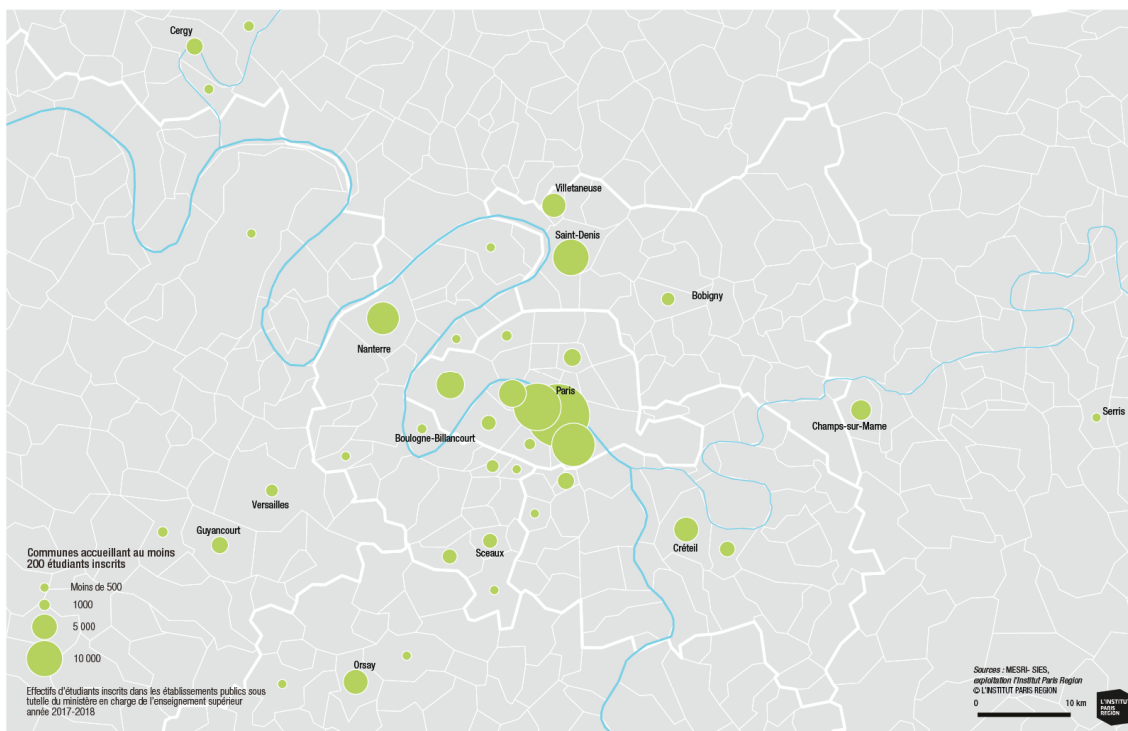 Cergy
Villetaneuse
Saint-Denis
Bobigny
Nanterre
Paris
Serris
Champs-sur-Marne
Boulogne-Billancourt
Versailles
Guyancourt
Créteil
Sceaux
Orsay
Communes accueillant au moins
200 étudiants inscrits
Moins de 500
1000
5 000
10 000
Effectifs d'étudiants inscrits dans les établissements publics sous
tutelle du ministère en charge de l'enseignement supérieur
année 2017-2018
Sources : MESRI- SIES,
exploitation l'Institut Paris Region
© L'INSTITUT PARIS REGION
0 10 km
L'INSTITUT
PARIS
REGION